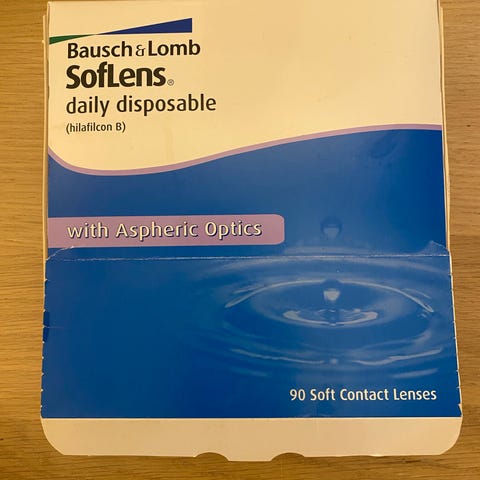 Bausch & Lomb
SofLens®
daily disposable
(hilafilcon B)
with Aspheric Optics
90 Soft Contact Lenses